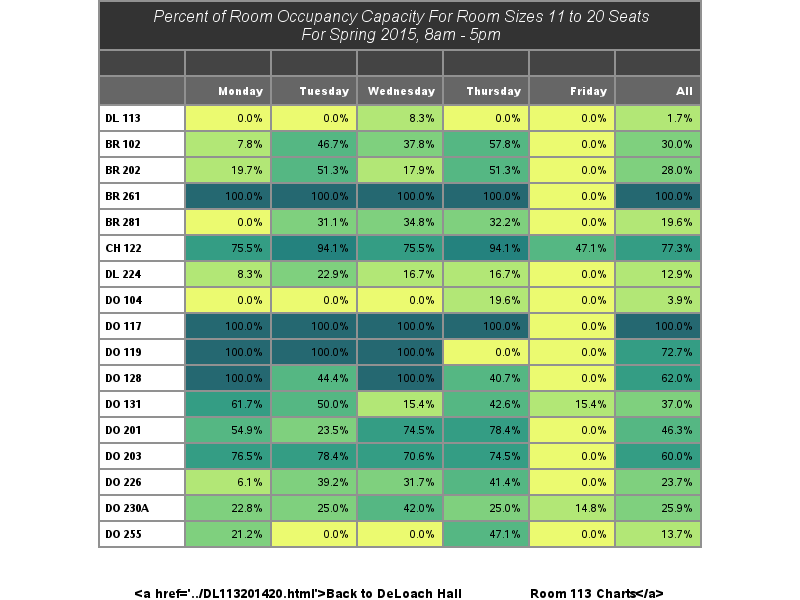 Percent of Room Occupancy Capacity For Room Sizes 11 to 20 Seats
For Spring 2015, 8am - 5pm
Monday Tuesday Wednesday Thursday Friday All
DL 113 0.0% 0.0% 8.3% 0.0% 0.0% 1.7%
BR 102 7.8% 46.7% 37.8% 57.8% 0.0% 30.0%
BR 202 19.7% 51.3% 17.9% 51.3% 0.0% 28.0%
BR 261 100.0% 100.0% 100.0% 100.0% 0.0% 100.0%
BR 281 0.0% 31.1% 34.8% 32.2% 0.0% 19.6%
CH 122 75.5% 94.1% 75.5% 94.1% 47.1% 77.3%
DL 224 8.3% 22.9% 16.7% 16.7% 0.0% 12.9%
DO 104 0.0% 0.0% 0.0% 19.6% 0.0% 3.9%
DO 117 100.0% 100.0% 100.0% 100.0% 0.0% 100.0%
DO 119 100.0% 100.0% 100.0% 0.0% 0.0% 72.7%
DO 128 100.0% 44.4% 100.0% 40.7% 0.0% 62.0%
DO 131 61.7% 50.0% 15.4% 42.6% 15.4% 37.0%
DO 201 54.9% 23.5% 74.5% 78.4% 0.0% 46.3%
DO 203 76.5% 78.4% 70.6% 74.5% 0.0% 60.0%
DO 226 6.1% 39.2% 31.7% 41.4% 0.0% 23.7%
DO 230A 22.8% 25.0% 42.0% 25.0% 14.8% 25.9%
DO 255 21.2% 0.0% 0.0% 47.1% 0.0% 13.7%
<a href='../DL113201420.html'>Back to DeLoach Hall Room 113 Charts</a>